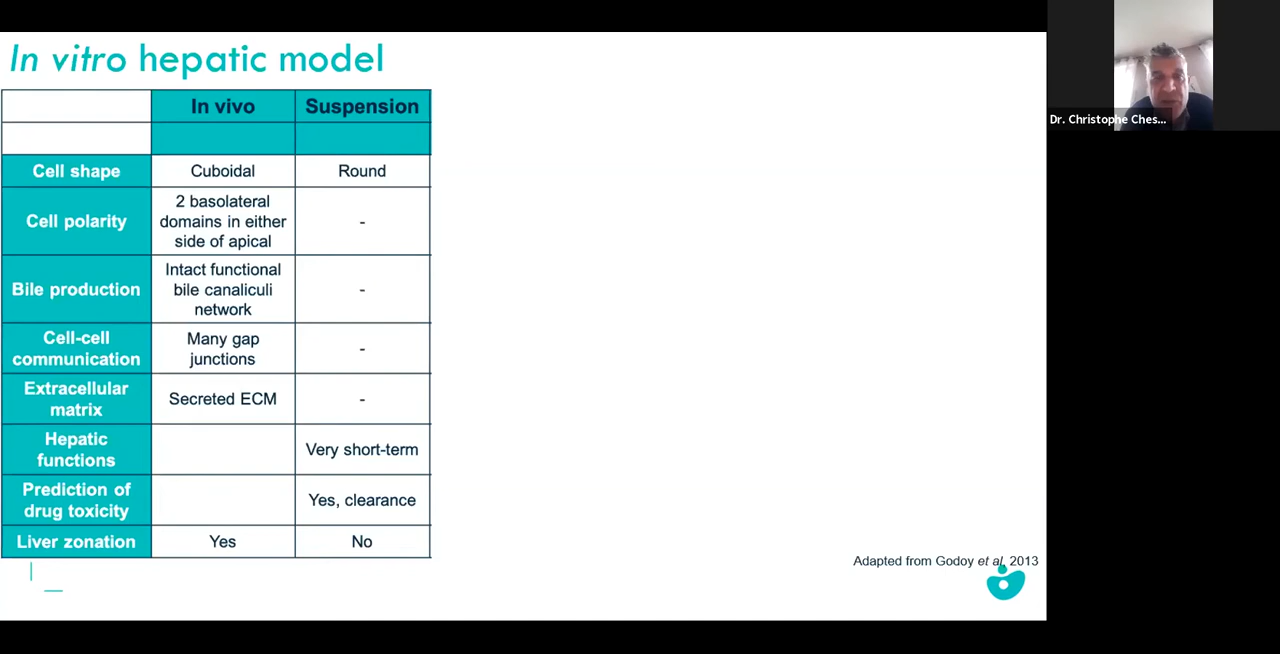 In vitro hepatic model
In vivo Suspension
Cell shape Cuboidal Round
Cell polarity 2 basolateral domains in either side of apical -
Bile production Intact functional bile canaliculi network -
Cell-cell communication Many gap junctions -
Extracellular matrix Secreted ECM -
Hepatic functions Very short-term
Prediction of drug toxicity Yes, clearance
Liver zonation Yes No
Adapted from Godoy et al, 2013
Dr. Christophe Ches...